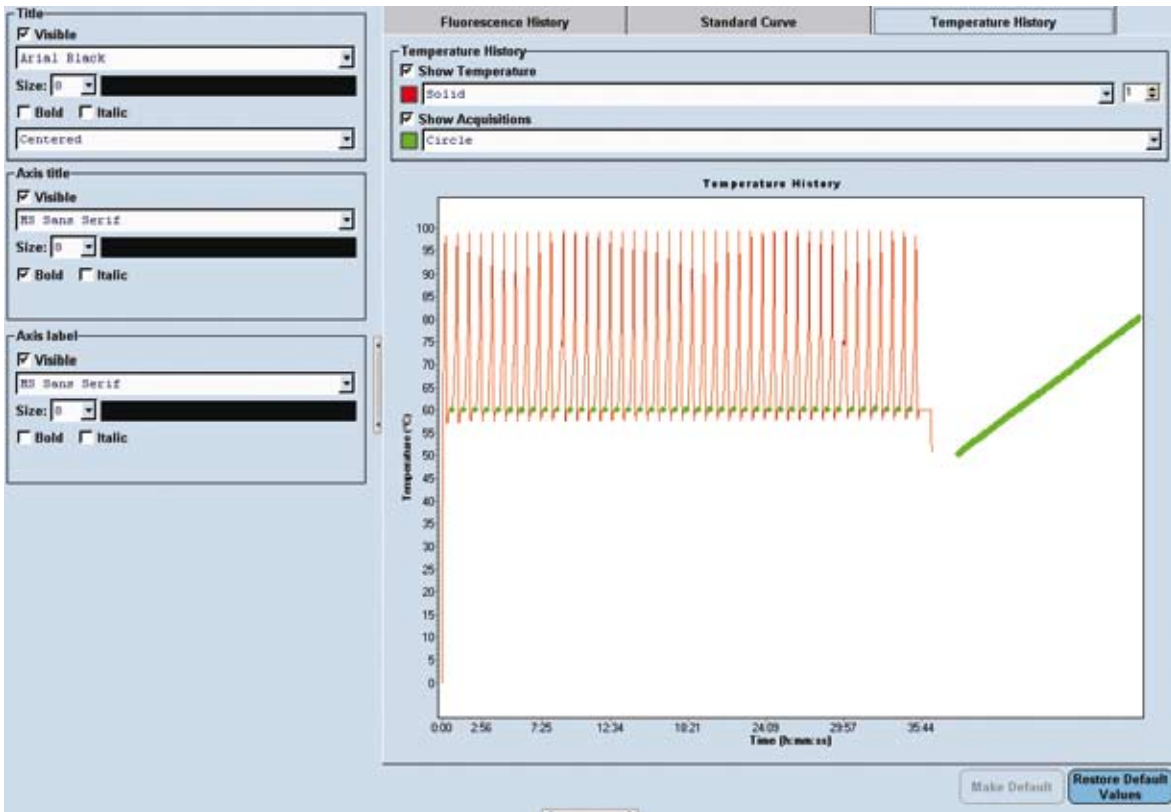 Title
Visible
Arial Black
Size: 8
Bold Italic
Centered
Axis title
Visible
MS Sans Serif
Size: 8
Bold Italic
Axis label
Visible
MS Sans Serif
Size: 8
Bold Italic
Fluorescence History Standard Curve Temperature History
Temperature History
Show Temperature
Solid 1
Show Acquisitions
Circle
Temperature History
100
95
90
85
80
75
70
65
60
55
50
45
40
35
30
25
20
15
10
5
0
Temperature (°C)
0:00 2:56 7:25 12:34 18:21 24:09 29:57 35:44
Time (h:mm:ss)
Make Default Restore Default Values